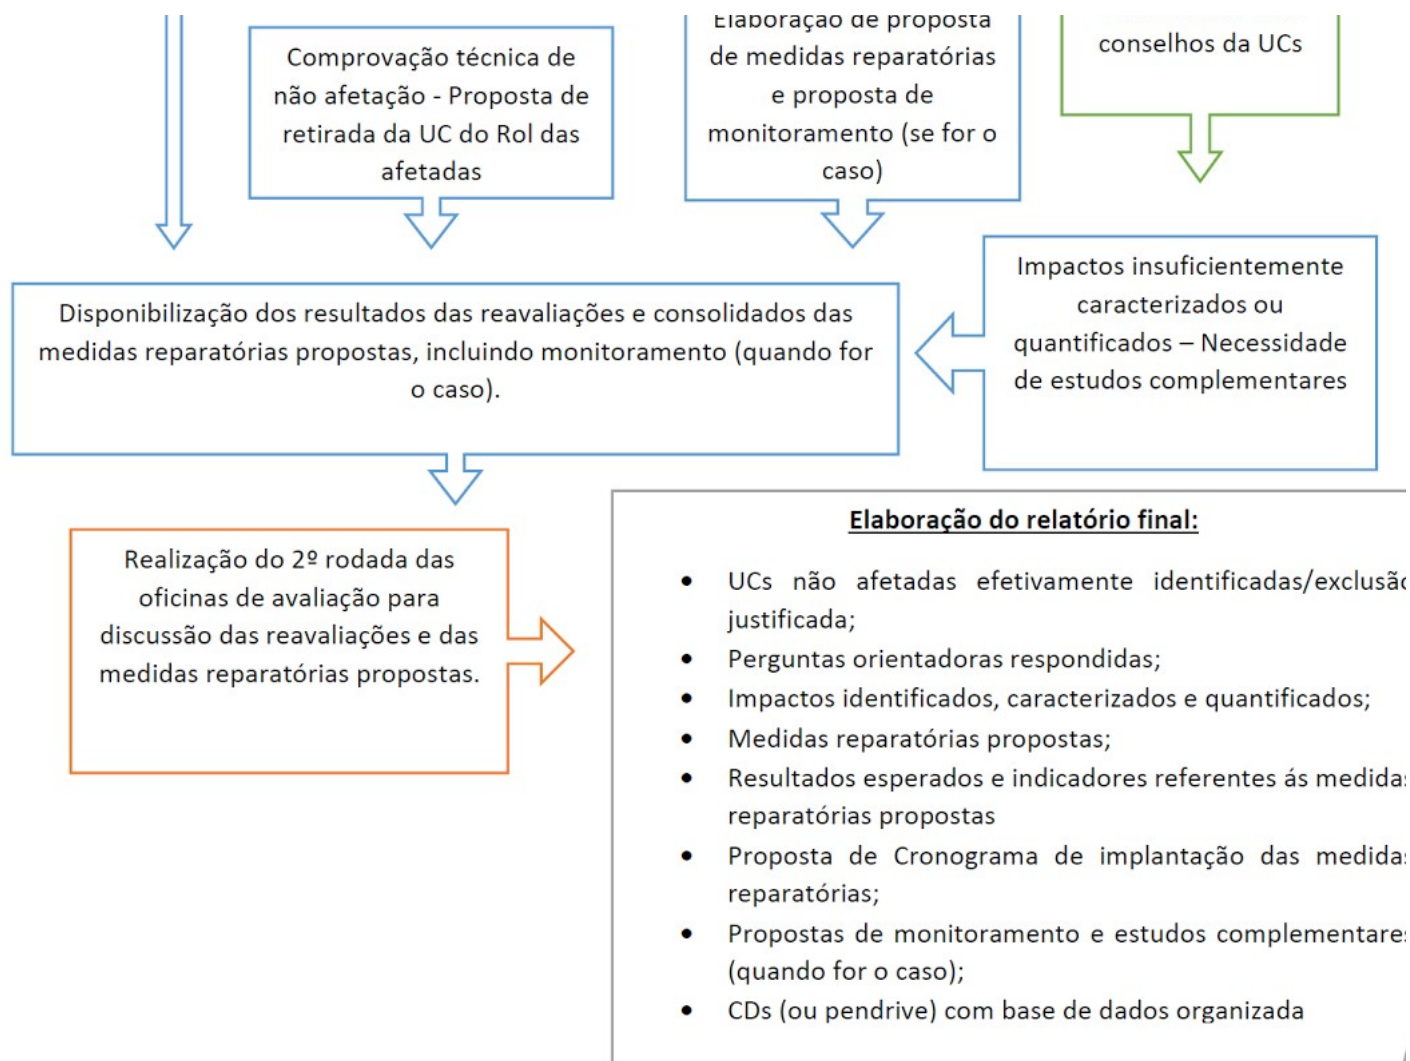 Comprovação técnica de
não afetação - Proposta de
retirada da UC do Rol das
afetadas
Elaboração de proposta
de medidas reparatórias
e proposta de
monitoramento (se for o
caso)
conselhos da UCs
Disponibilização dos resultados das reavaliações e consolidados das
medidas reparatórias propostas, incluindo monitoramento (quando for
o caso).
Impactos insuficientemente
caracterizados ou
quantificados – Necessidade
de estudos complementares
Realização do 2º rodada das
oficinas de avaliação para
discussão das reavaliações e das
medidas reparatórias propostas.
Elaboração do relatório final:
• UCs não afetadas efetivamente identificadas/exclusão
justificada;
• Perguntas orientadoras respondidas;
• Impactos identificados, caracterizados e quantificados;
• Medidas reparatórias propostas;
• Resultados esperados e indicadores referentes ás medidas
reparatórias propostas
• Proposta de Cronograma de implantação das medidas
reparatórias;
• Propostas de monitoramento e estudos complementares
(quando for o caso);
• CDs (ou pendrive) com base de dados organizada